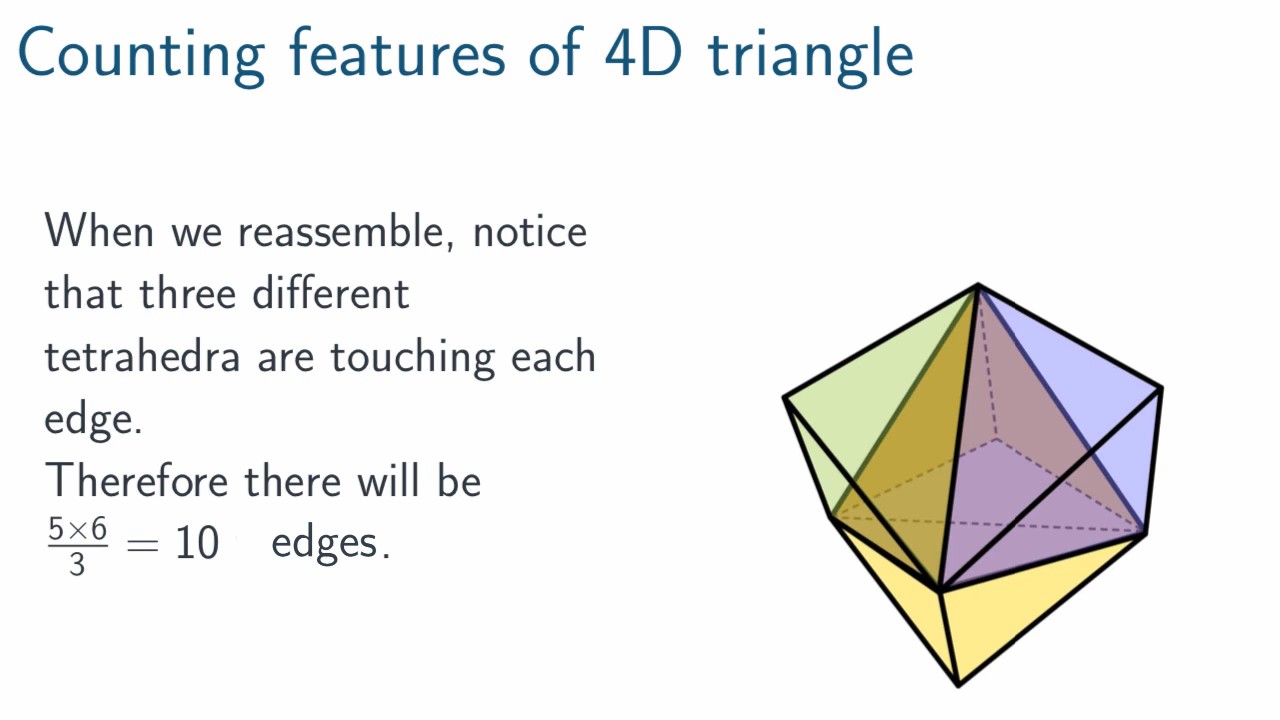 Counting features of 4D triangle
When we reassemble, notice
that three different
tetrahedra are touching each
edge.
Therefore there will be
\frac{5×6}{3} = 10 edges.